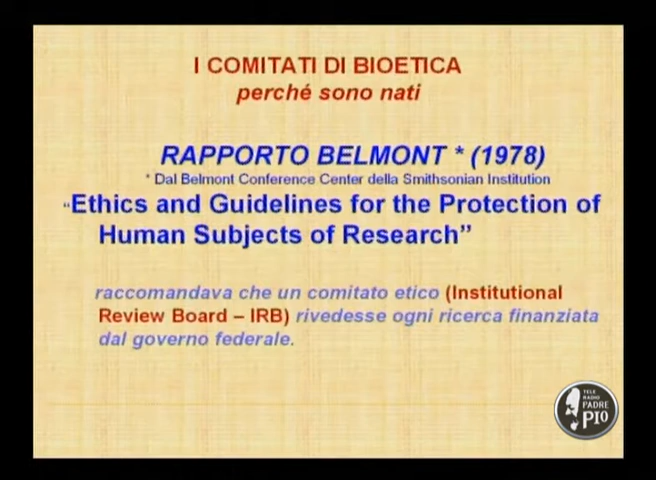 I COMITATI DI BIOETICA
perché sono nati
RAPPORTO BELMONT * (1978)
* Dal Belmont Conference Center della Smithsonian Institution
“Ethics and Guidelines for the Protection of
Human Subjects of Research”
raccomandava che un comitato etico (Institutional
Review Board – IRB) rivedesse ogni ricerca finanziata
dal governo federale.
TELE
RADIO
PADRE
PIO